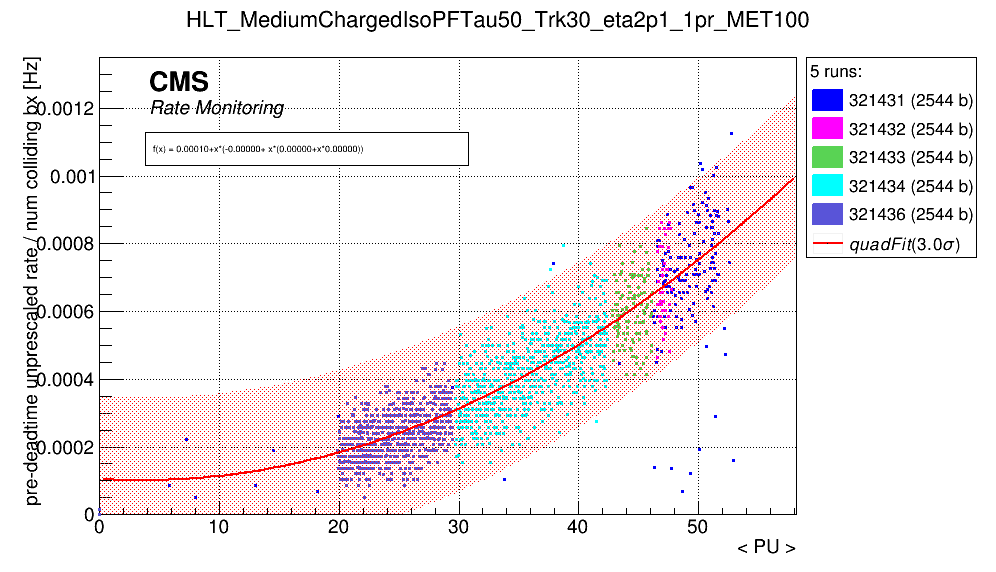 HLT_MediumChargedIsoPFTau50_Trk30_eta2p1_1pr_MET100
pre-deadtime unprescaled rate / num colliding bx [Hz]
CMS
Rate Monitoring
f(x) = 0.00010+x*(-0.00000+ x*(0.00000+x*0.00000))
0.0012
0.001
0.0008
0.0006
0.0004
0.0002
0
0 10 20 30 40 50
< PU >
5 runs:
321431 (2544 b)
321432 (2544 b)
321433 (2544 b)
321434 (2544 b)
321436 (2544 b)
quadFit(3.0σ)